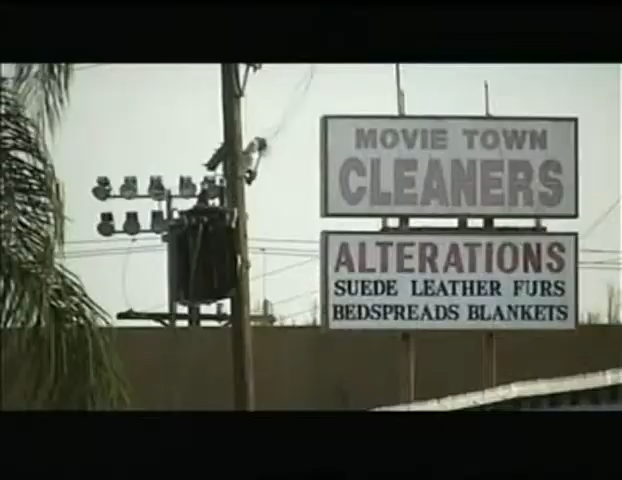 MOVIE TOWN
CLEANERS
ALTERATIONS
SUEDE LEATHER FURS
BEDSPREADS BLANKETS